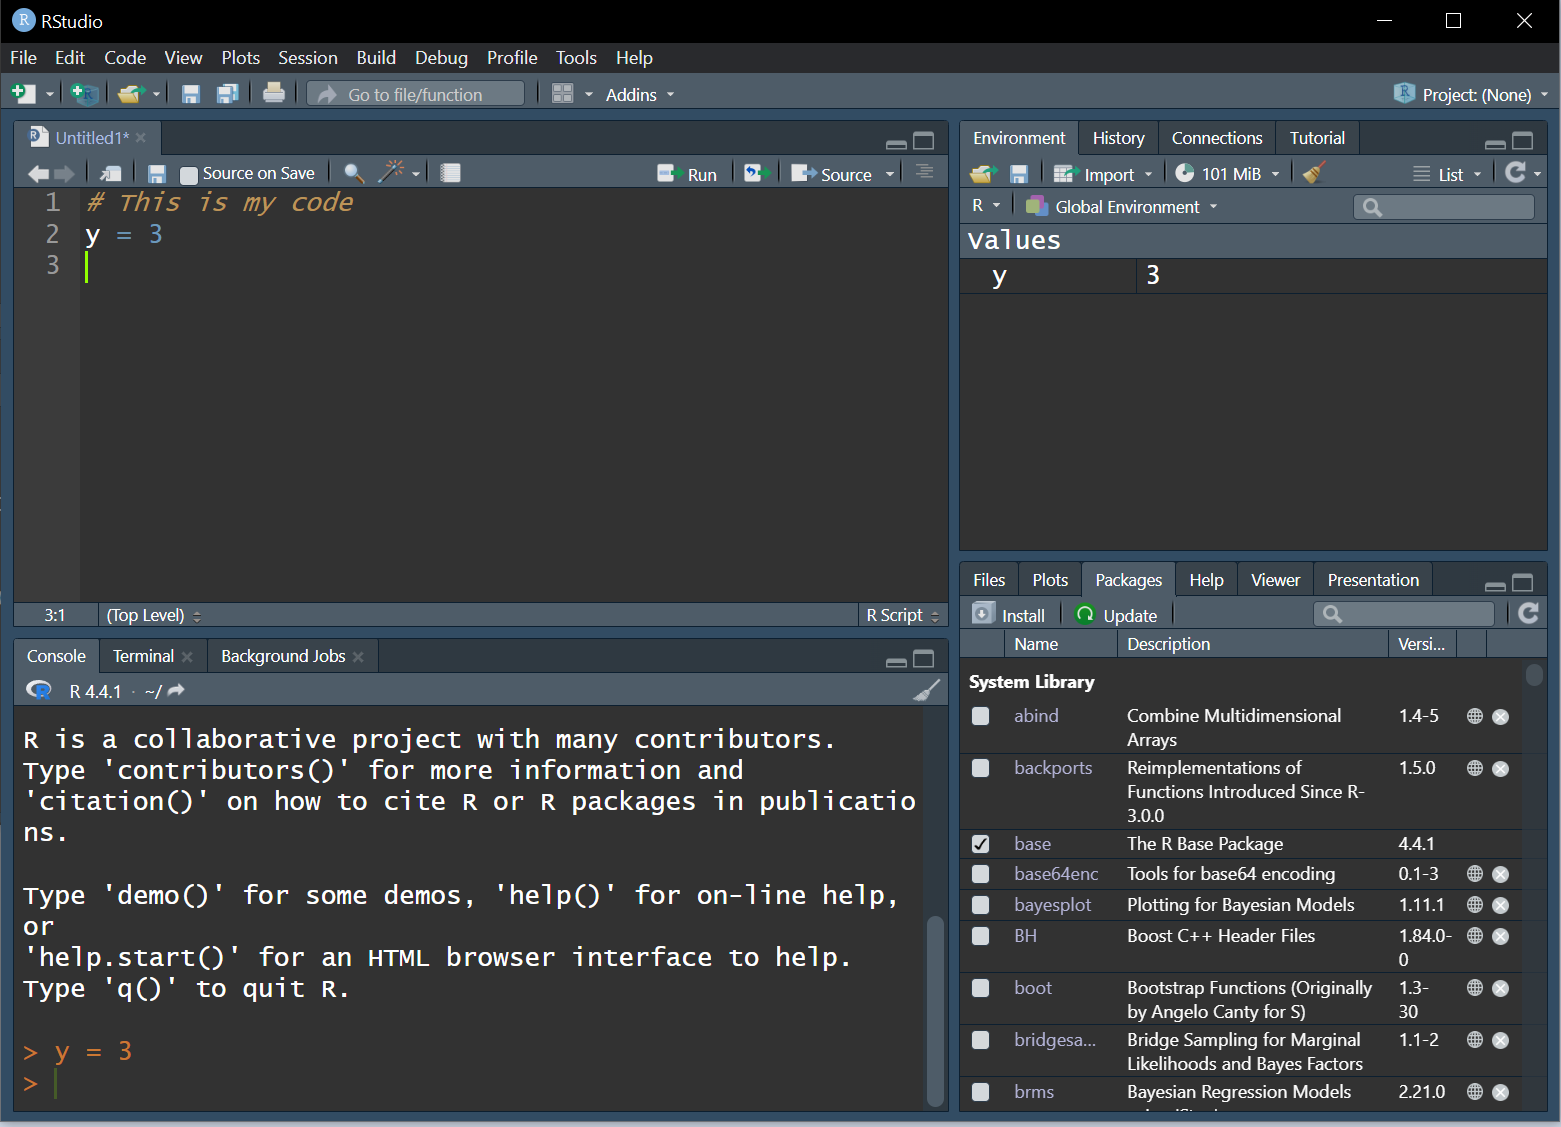 RStudio
File Edit Code View Plots Session Build Debug Profile Tools Help
Go to file/function Addins Project: (None)
Untitled1*
Source on Save Run Source
1 # This is my code
2 y = 3
3
3:1 (Top Level) R Script
Console Terminal Background Jobs
R 4.4.1 · ~/
R is a collaborative project with many contributors.
Type 'contributors()' for more information and
'citation()' on how to cite R or R packages in publicatio
ns.
Type 'demo()' for some demos, 'help()' for on-line help,
or
'help.start()' for an HTML browser interface to help.
Type 'q()' to quit R.
> y = 3
>
Environment History Connections Tutorial
Import 101 MiB List
R Global Environment
Values
y 3
Files Plots Packages Help Viewer Presentation
Install Update
Name Description Versi...
System Library
abind Combine Multidimensional 1.4-5
Arrays
backports Reimplementations of 1.5.0
Functions Introduced Since R-
3.0.0
base The R Base Package 4.4.1
base64enc Tools for base64 encoding 0.1-3
bayesplot Plotting for Bayesian Models 1.11.1
BH Boost C++ Header Files 1.84.0-
0
boot Bootstrap Functions (Originally 1.3-
by Angelo Canty for S) 30
bridgesa... Bridge Sampling for Marginal 1.1-2
Likelihoods and Bayes Factors
brms Bayesian Regression Models 2.21.0